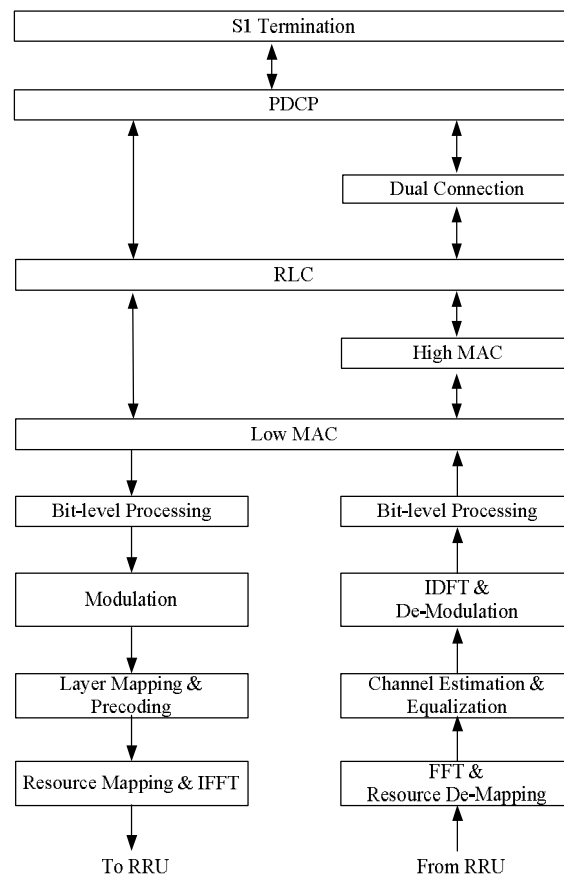 S1 Termination
PDCP
Dual Connection
RLC
High MAC
Low MAC
Bit-level Processing
Modulation
Layer Mapping &
Precoding
Resource Mapping & IFFT
To RRU
Bit-level Processing
IDFT &
De-Modulation
Channel Estimation &
Equalization
FFT &
Resource De-Mapping
From RRU